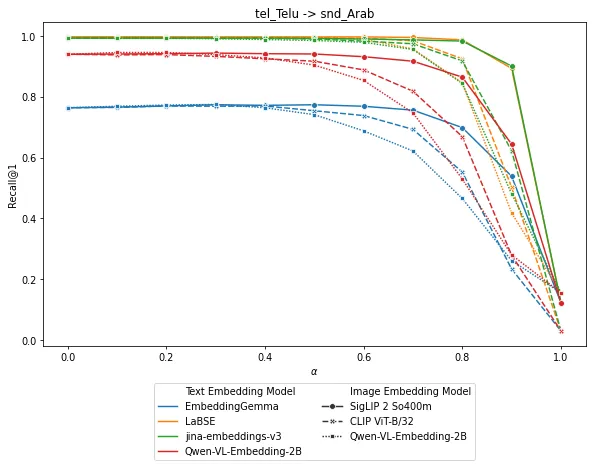 tel_Telu -> snd_Arab
Recall@1
1.0
0.8
0.6
0.4
0.2
0.0
0.0 0.2 0.4 0.6 0.8 1.0
α
Text Embedding Model
EmbeddingGemma
LaBSE
jina-embeddings-v3
Qwen-VL-Embedding-2B
Image Embedding Model
SigLIP 2 So400m
CLIP ViT-B/32
Qwen-VL-Embedding-2B